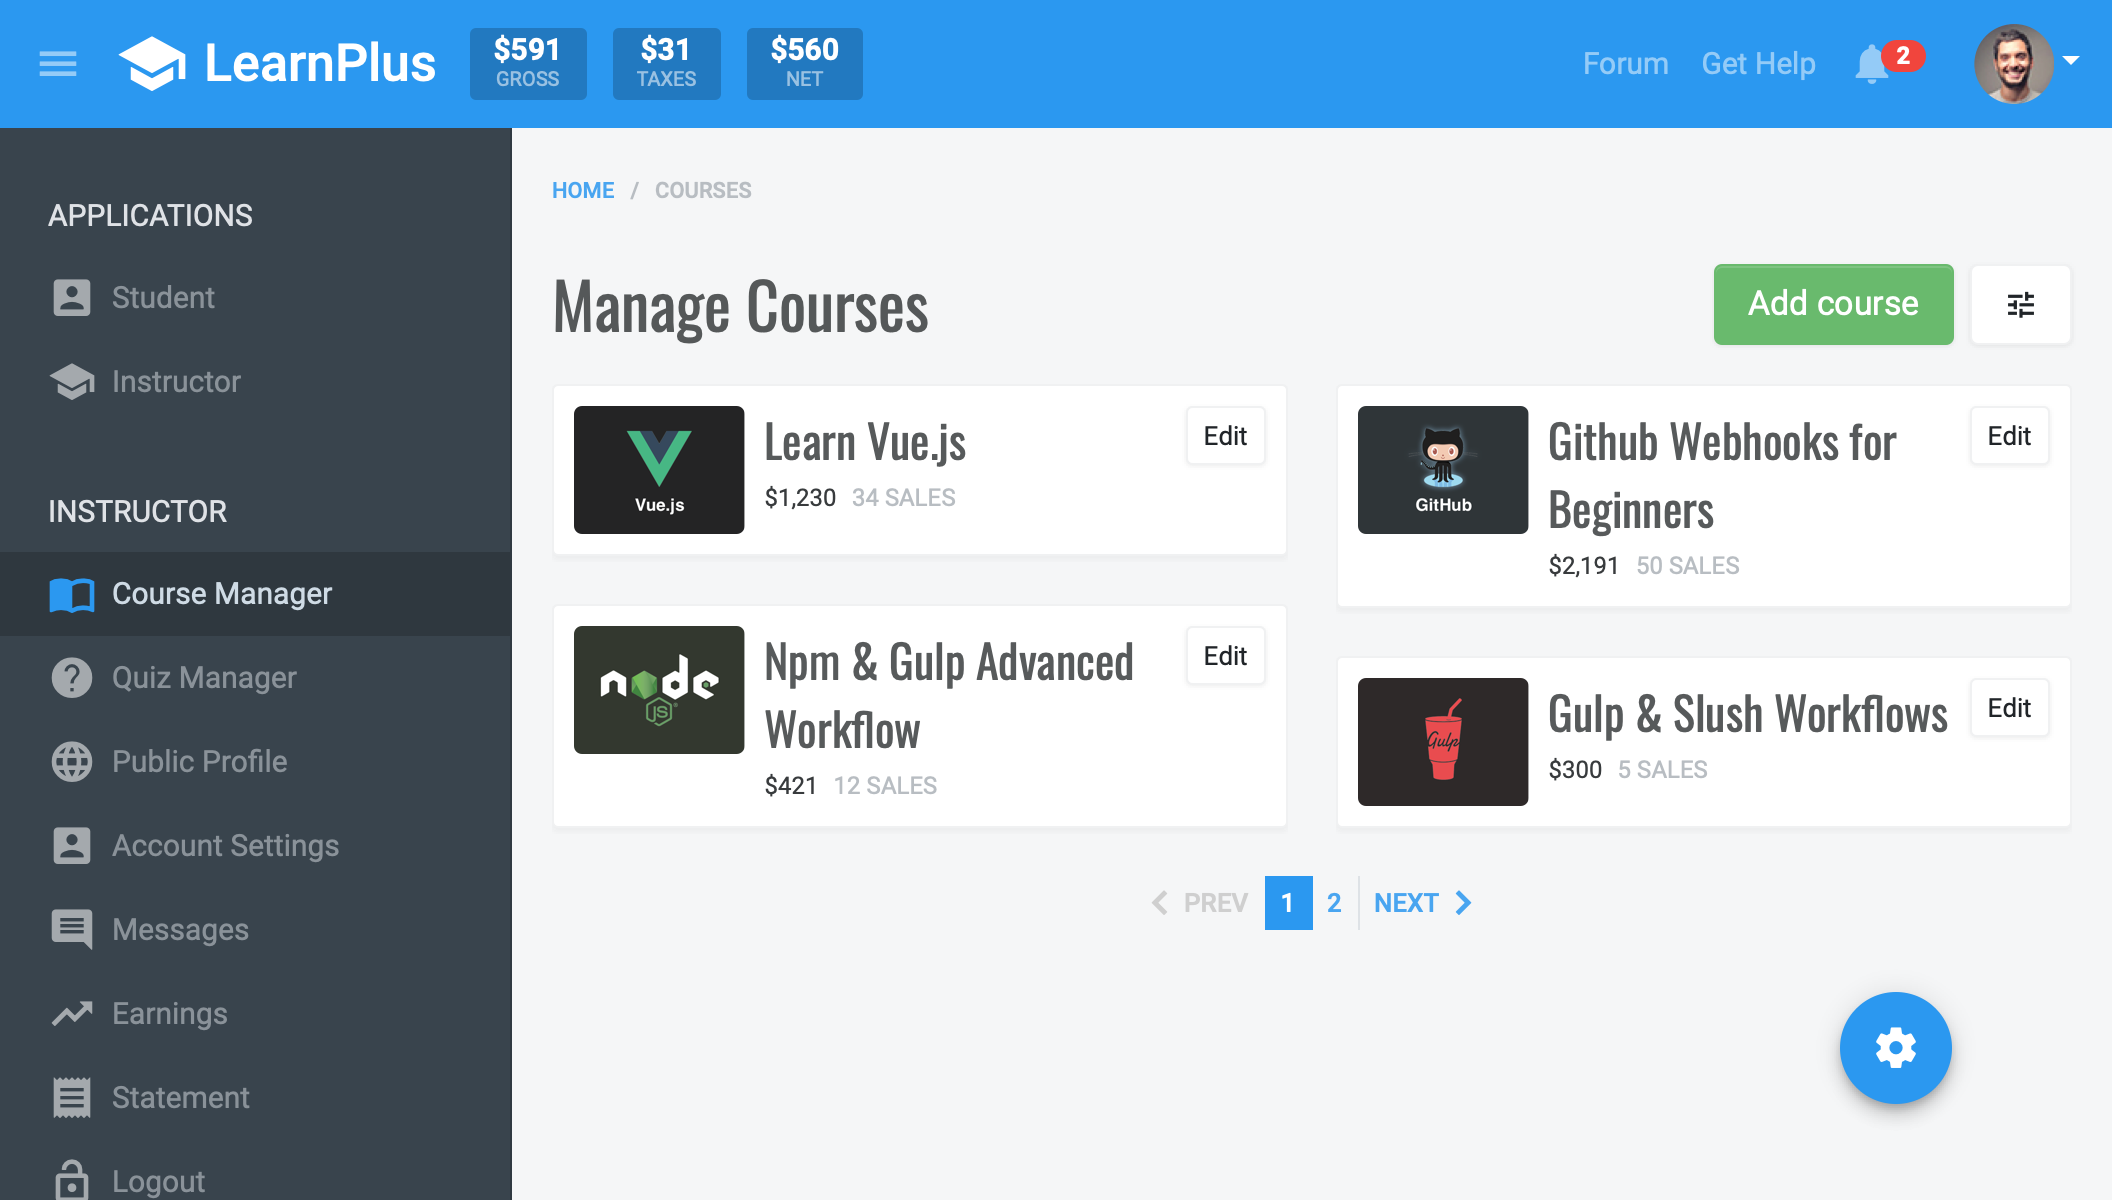 LearnPlus
$591
GROSS
$31
TAXES
$560
NET
Forum
Get Help
2
APPLICATIONS
Student
Instructor
INSTRUCTOR
Course Manager
Quiz Manager
Public Profile
Account Settings
Messages
Earnings
Statement
Logout
HOME / COURSES
Manage Courses
Add course
Vue.js
Learn Vue.js
$1,230 34 SALES
Edit
GitHub
Github Webhooks for
Beginners
$2,191 50 SALES
Edit
node
JS
Npm & Gulp Advanced
Workflow
$421 12 SALES
Edit
Gulp
Gulp & Slush Workflows
$300 5 SALES
Edit
PREV 1 2 NEXT